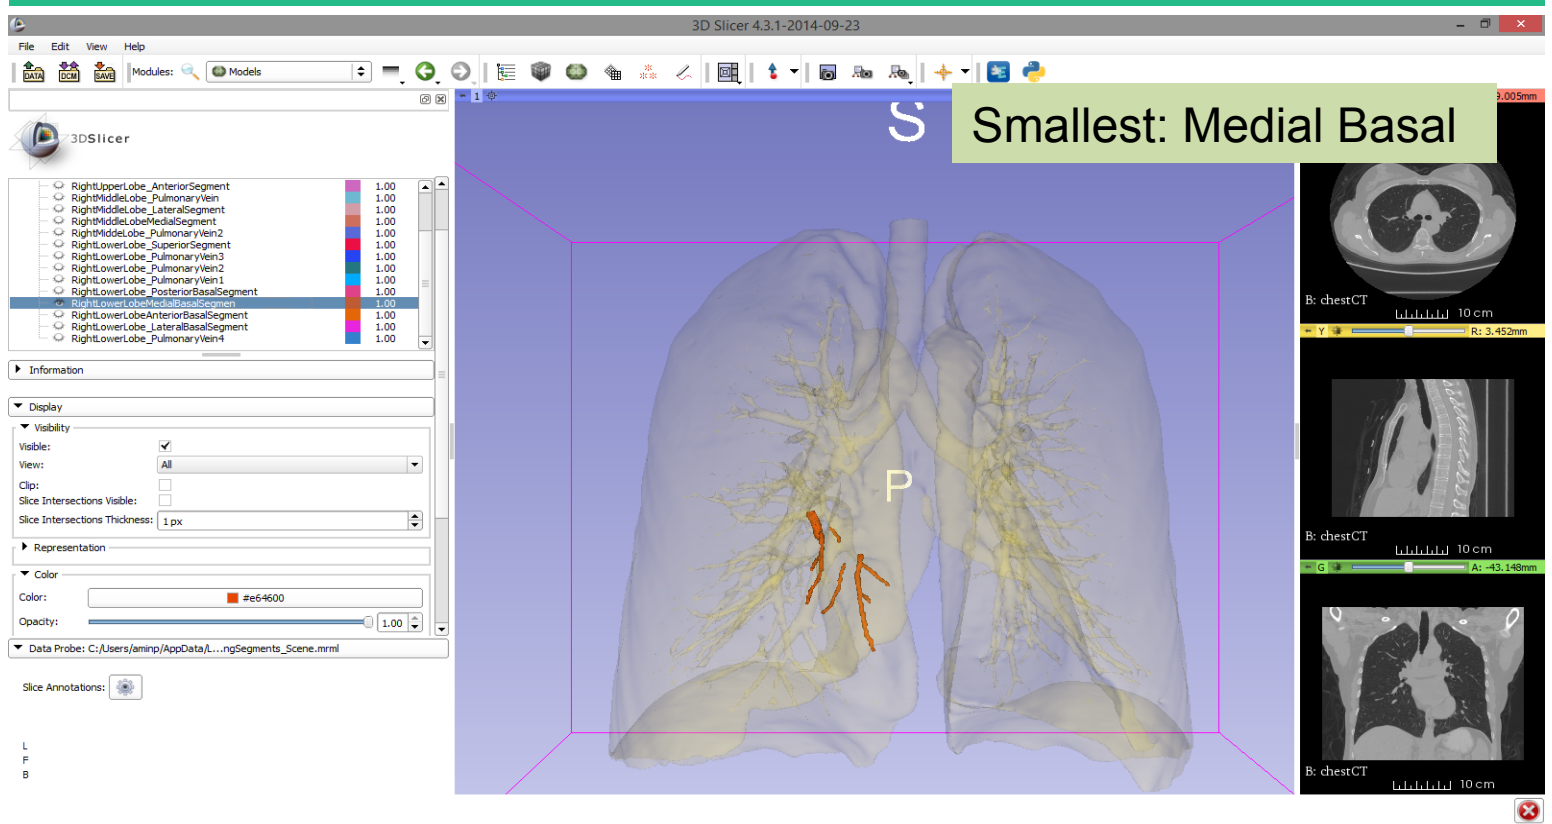 3D Slicer 4.3.1-2014-09-23
File Edit View Help
DATA DCM SAVE Modules: Models
1
9.005mm
S
Smallest: Medial Basal
3DSlicer
RightUpperLobe_AnteriorSegment 1.00
RightMiddleLobe_PulmonaryVein 1.00
RightMiddleLobe_LateralSegment 1.00
RightMiddleLobeMedialSegment 1.00
RightMiddeLobe_PulmonaryVein2 1.00
RightLowerLobe_SuperiorSegment 1.00
RightLowerLobe_PulmonaryVein3 1.00
RightLowerLobe_PulmonaryVein2 1.00
RightLowerLobe_PulmonaryVein1 1.00
RightLowerLobe_PosteriorBasalSegment 1.00
RightLowerLobeMedialBasalSegmen 1.00
RightLowerLobeAnteriorBasalSegment 1.00
RightLowerLobe_LateralBasalSegment 1.00
RightLowerLobe_PulmonaryVein4 1.00
B: chestCT
10 cm
Y R: 3.452mm
Information
Display
Visibility
Visible:
View: All
Clip:
Slice Intersections Visible:
Slice Intersections Thickness: 1 px
P
B: chestCT
10 cm
Representation
Color
G A: -43.148mm
Color: #e64600
Opacity: 1.00
Data Probe: C:/Users/aminp/AppData/L...ngSegments_Scene.mrml
Slice Annotations:
L
F
B
B: chestCT
10 cm